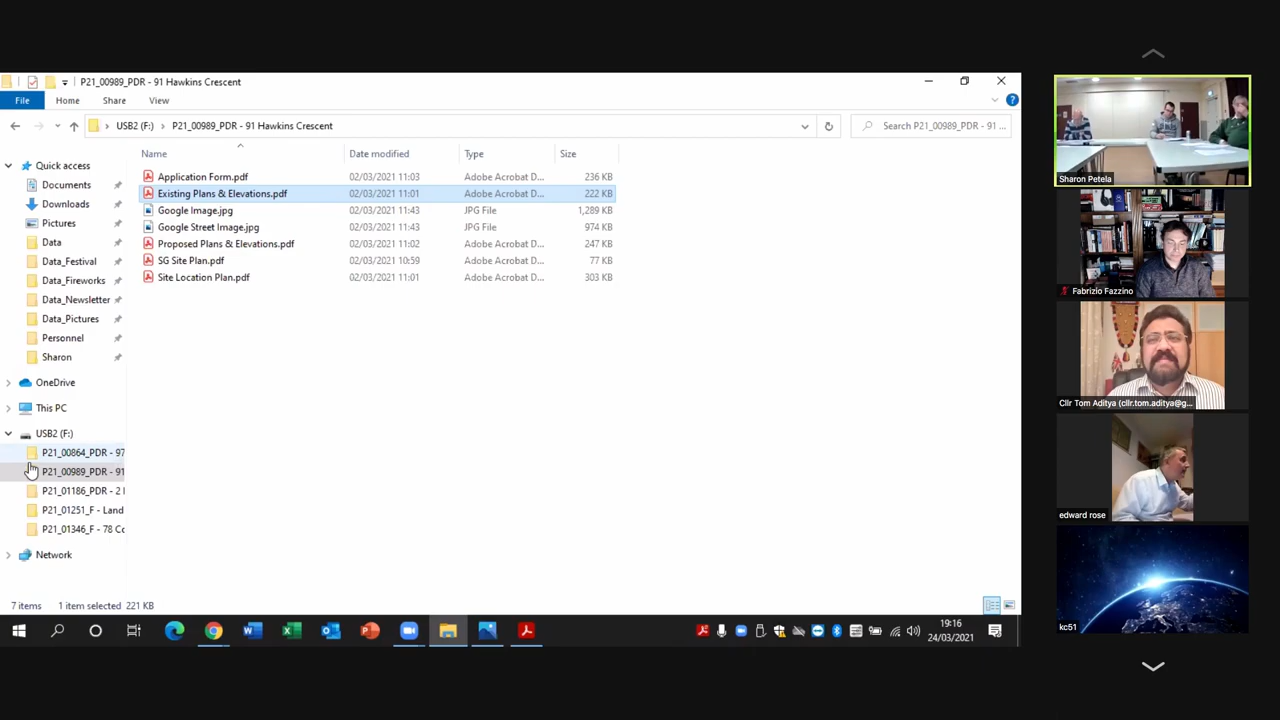 P21_00989_PDR - 91 Hawkins Crescent
File Home Share View
USB2 (F:) P21_00989_PDR - 91 Hawkins Crescent
Search P21_00989_PDR - 91 ...
Name Date modified Type Size
Application Form.pdf 02/03/2021 11:03 Adobe Acrobat D... 236 KB
Existing Plans & Elevations.pdf 02/03/2021 11:01 Adobe Acrobat D... 222 KB
Google Image.jpg 02/03/2021 11:43 JPG File 1,289 KB
Google Street Image.jpg 02/03/2021 11:43 JPG File 974 KB
Proposed Plans & Elevations.pdf 02/03/2021 11:02 Adobe Acrobat D... 247 KB
SG Site Plan.pdf 02/03/2021 10:59 Adobe Acrobat D... 77 KB
Site Location Plan.pdf 02/03/2021 11:01 Adobe Acrobat D... 303 KB
Quick access
Documents
Downloads
Pictures
Data
Data_Festival
Data_Fireworks
Data_Newsletter
Data_Pictures
Personnel
Sharon
OneDrive
This PC
USB2 (F:)
P21_00864_PDR - 97
P21_00989_PDR - 91
P21_01186_PDR - 2
P21_01251_F - Land
P21_01346_F - 78 Co
Network
7 items 1 item selected 221 KB
19:16
24/03/2021
Sharon Petela
Fabrizio Fazzino
Cllr Tom Aditya (cllr.tom.aditya@g...
edward rose
kc51